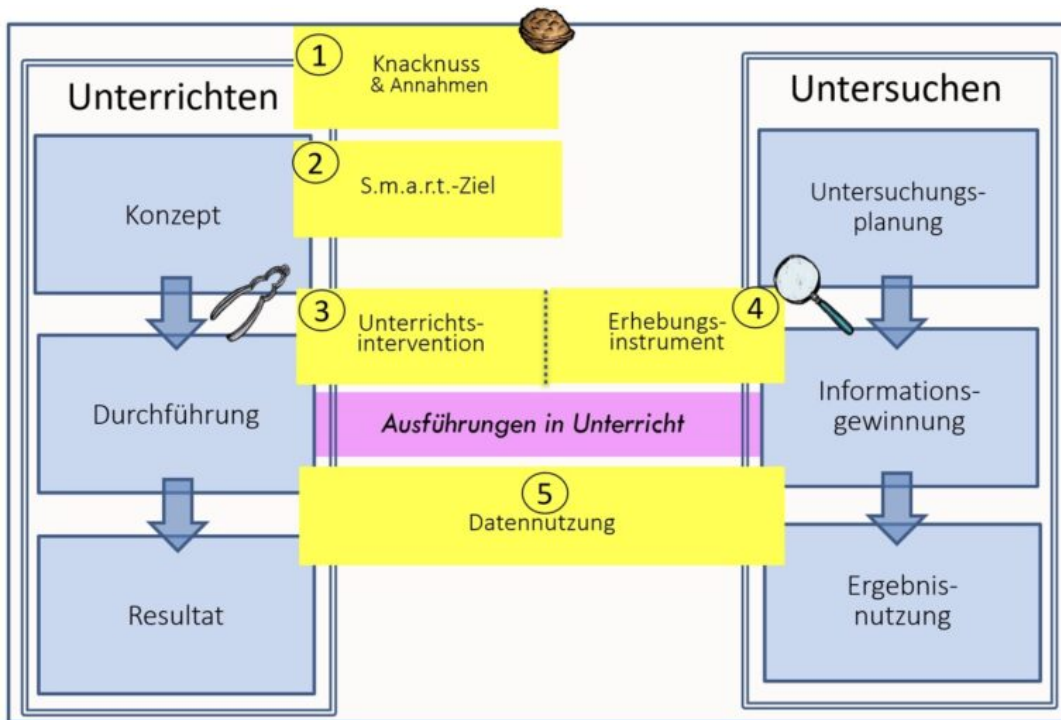 Unterrichten
Konzept
Durchführung
Resultat
1
Knacknuss
& Annahmen
2
S.m.a.r.t.-Ziel
3
Unterrichts-
intervention
Erhebungs-
instrument
4
Ausführungen in Unterricht
5
Datennutzung
Untersuchen
Untersuchungs-
planung
Informations-
gewinnung
Ergebnis-
nutzung